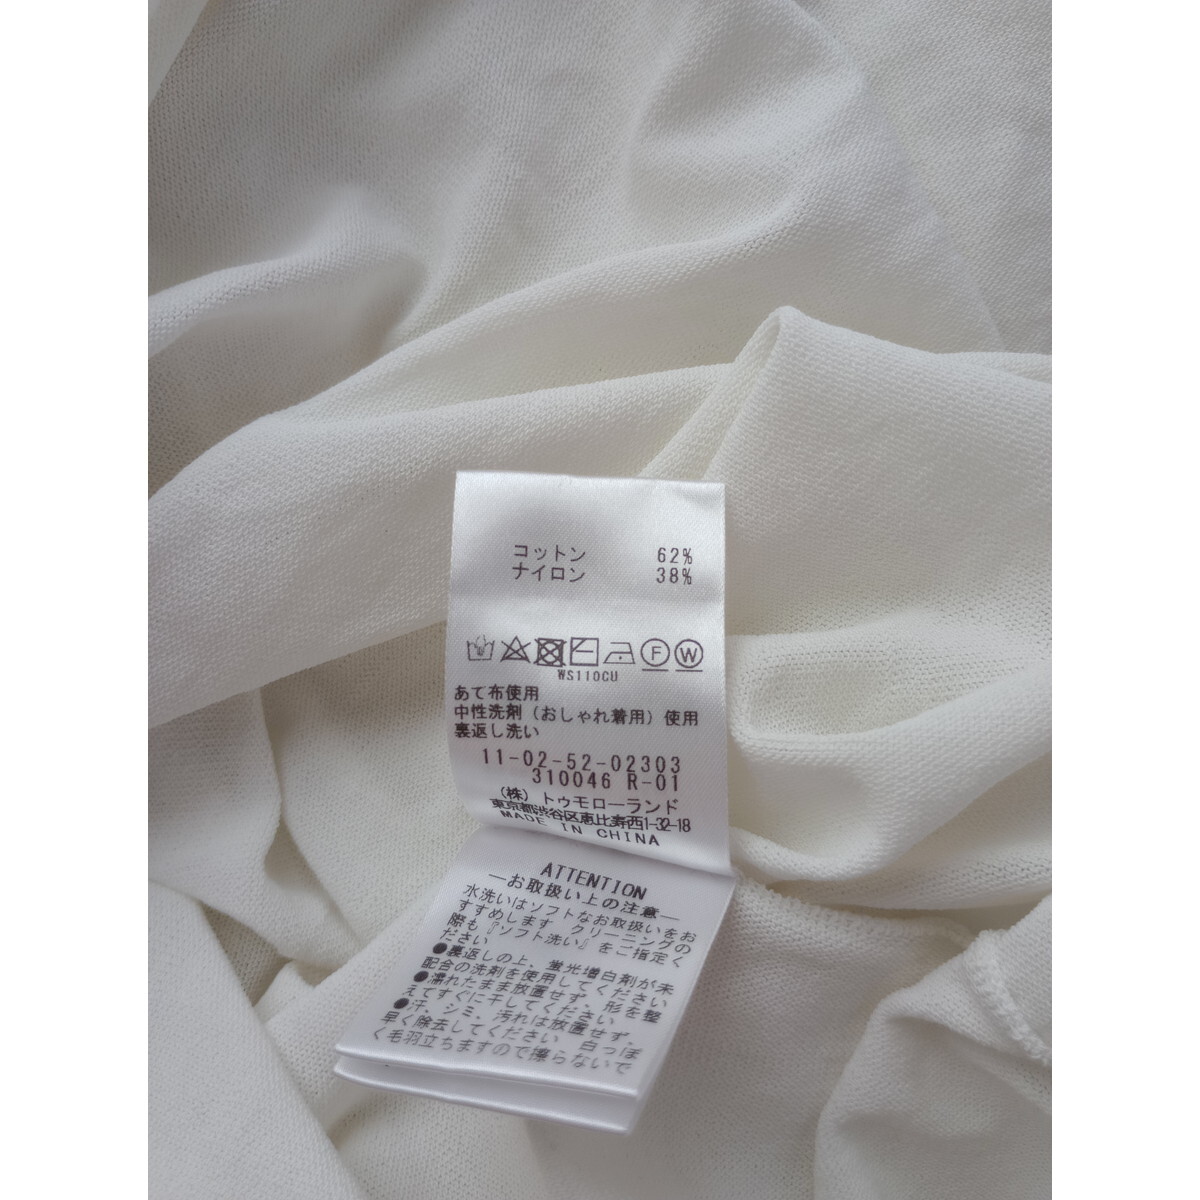 コットン 62%
ナイロン 38%
F W
WS110CU
あて布使用
中性洗剤(おしゃれ着用)使用
裏返し洗い
11-02-52-02303
310046 R-01
(株)トゥモローランド
東京都渋谷区恵比寿西1-32-18
MADE IN CHINA
ATTENTION
―お取扱い上の注意―
水洗いはソフトなお取扱いをお
すすめします クリーニングの
際も『ソフト洗い』をご指定く
ださい
●裏返しの上、蛍光増白剤が未
配合の洗剤を使用してください
●濡れたまま放置せず、形を整
えてすぐに干してください
●汗、シミ、汚れは放置せず、
早く除去してください 白っぽ
く毛羽立ちますので擦らないで